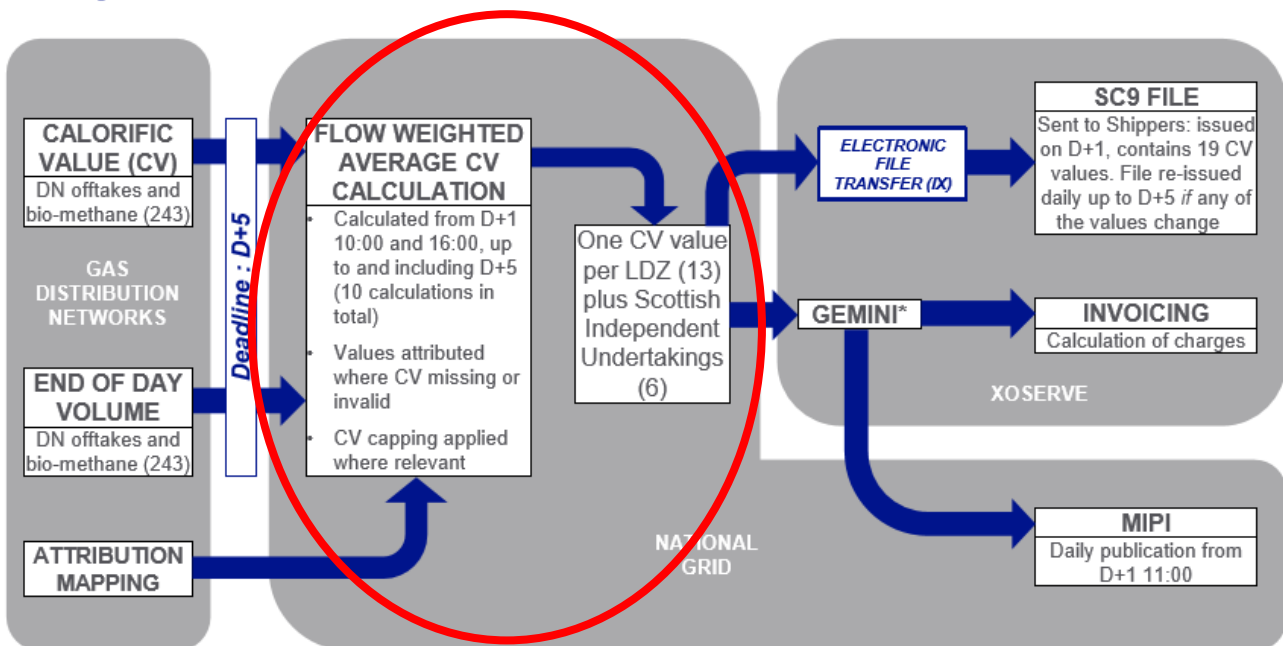 CALORIFIC
VALUE (CV)
DN offtakes and
bio-methane (243)
GAS
DISTRIBUTION
NETWORKS
END OF DAY
VOLUME
DN offtakes and
bio-methane (243)
ATTRIBUTION
MAPPING
Deadline : D+5
FLOW WEIGHTED
AVERAGE CV
CALCULATION
• Calculated from D+1
10:00 and 16:00, up
to and including D+5
(10 calculations in
total)
• Values attributed
where CV missing or
invalid
• CV capping applied
where relevant
One CV value
per LDZ (13)
plus Scottish
Independent
Undertakings
(6)
NATIONAL
GRID
ELECTRONIC
FILE
TRANSFER (IX)
SC9 FILE
Sent to Shippers: issued
on D+1, contains 19 CV
values. File re-issued
daily up to D+5 if any of
the values change
GEMINI*
INVOICING
Calculation of charges
XOSERVE
MIPI
Daily publication from
D+1 11:00